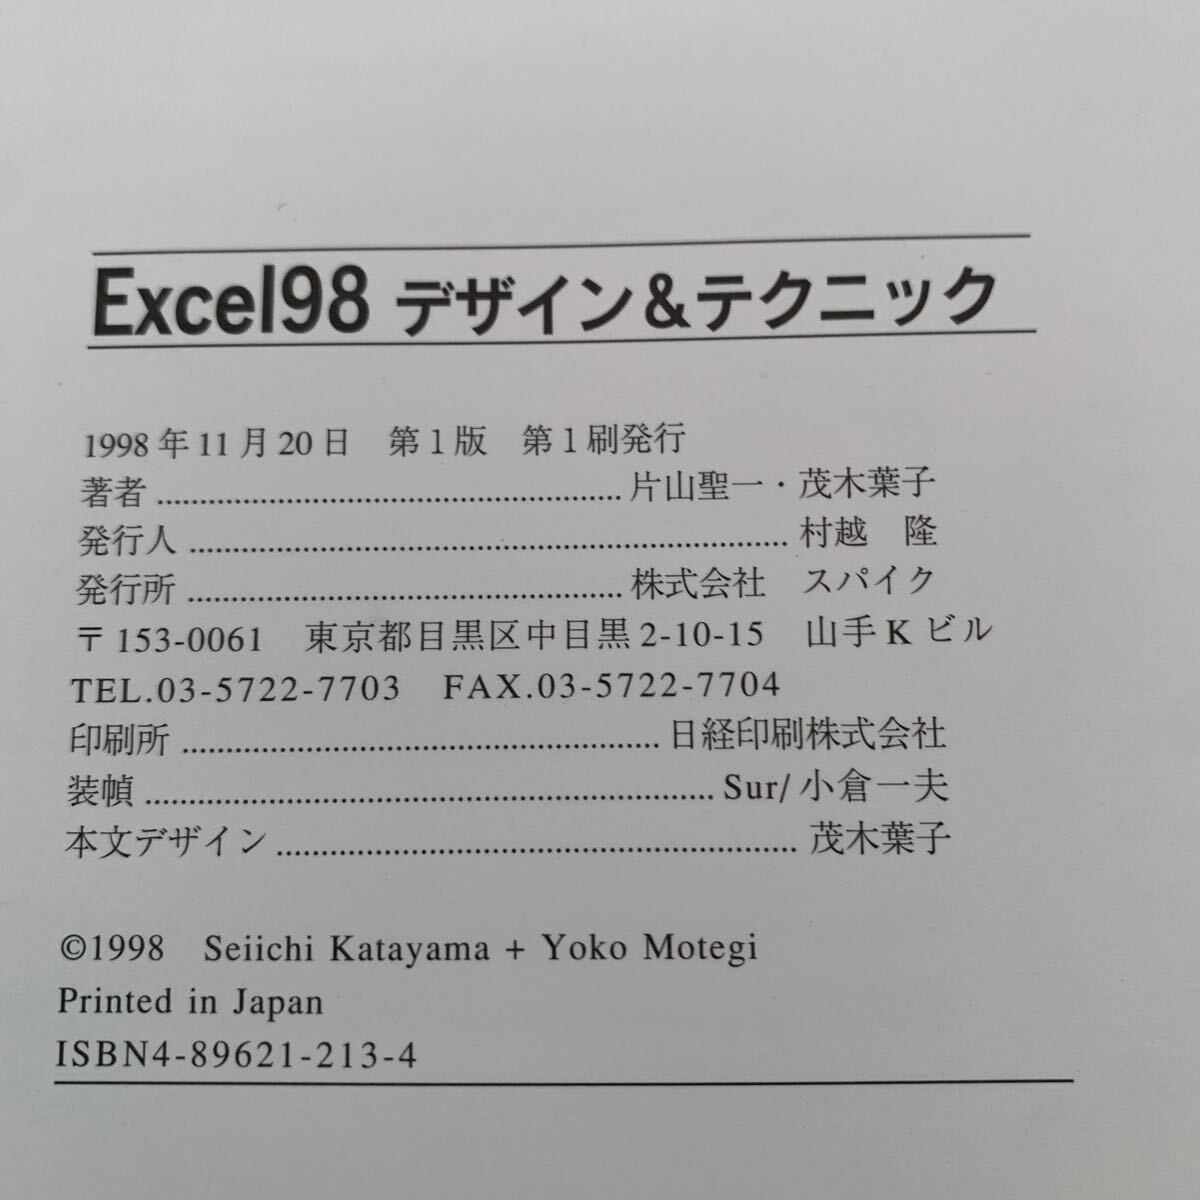 Excel98 デザイン&テクニック
1998年11月20日　第1版　第1刷発行
著者......................................................片山聖一・茂木葉子
発行人......................................................村越　隆
発行所......................................................株式会社　スパイク
〒153-0061　東京都目黒区中目黒2-10-15　山手Kビル
TEL.03-5722-7703　FAX.03-5722-7704
印刷所......................................................日経印刷株式会社
装幀......................................................Sur/小倉一夫
本文デザイン......................................................茂木葉子
©1998　Seiichi Katayama + Yoko Motegi
Printed in Japan
ISBN4-89621-213-4